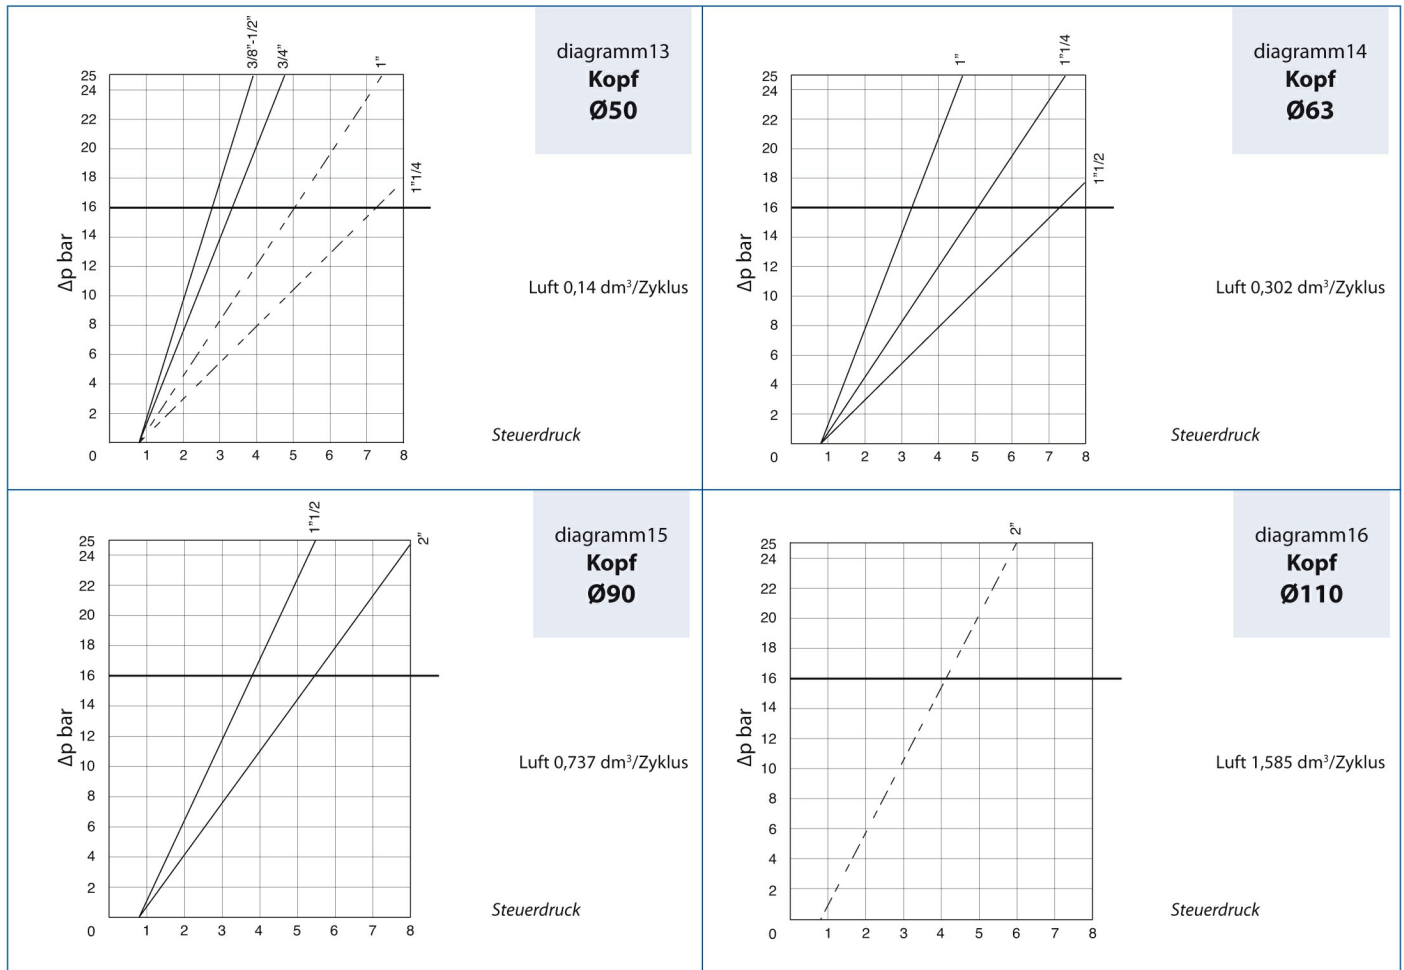 diagramm13
Kopf
Ø50
3/8”-1/2”
3/4”
1”
1”1/4
25
24
22
20
18
16
14
12
10
8
6
4
2
0
Δp bar
1 2 3 4 5 6 7 8
Luft 0,14 dm³/Zyklus
Steuerdruck
diagramm14
Kopf
Ø63
1”
1”1/4
1”1/2
25
24
22
20
18
16
14
12
10
8
6
4
2
0
Δp bar
1 2 3 4 5 6 7 8
Luft 0,302 dm³/Zyklus
Steuerdruck
diagramm15
Kopf
Ø90
1”1/2
2”
25
24
22
20
18
16
14
12
10
8
6
4
2
0
Δp bar
1 2 3 4 5 6 7 8
Luft 0,737 dm³/Zyklus
Steuerdruck
diagramm16
Kopf
Ø110
2”
25
24
22
20
18
16
14
12
10
8
6
4
2
0
Δp bar
1 2 3 4 5 6 7 8
Luft 1,585 dm³/Zyklus
Steuerdruck